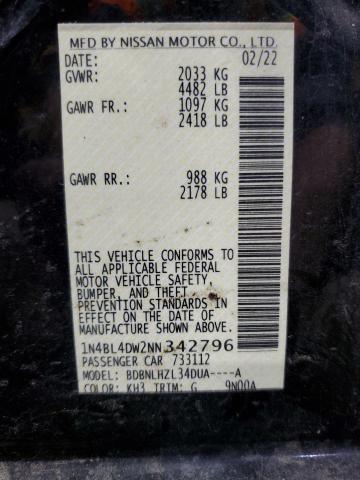 MFD BY NISSAN MOTOR CO., LTD.
DATE: 02/22
GVWR: 2033 KG
4482 LB
GAWR FR.: 1097 KG
2418 LB
GAWR RR.: 988 KG
2178 LB
THIS VEHICLE CONFORMS TO
ALL APPLICABLE FEDERAL
MOTOR VEHICLE SAFETY
BUMPER, AND THEFT
PREVENTION STANDARDS IN
EFFECT ON THE DATE OF
MANUFACTURE SHOWN ABOVE.
1N4BL4DW2NN342796
PASSENGER CAR 733112
MODEL: BDBNLHZL34DUA----A
COLOR: KH3 TRIM: G 9N00A